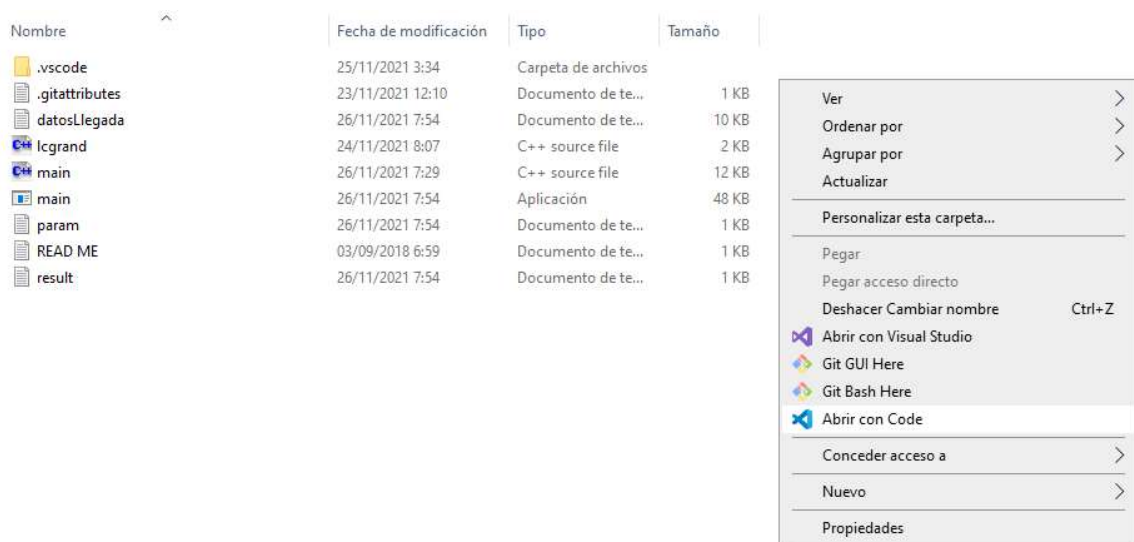 Nombre Fecha de modificación Tipo Tamaño
.vscode 25/11/2021 3:34 Carpeta de archivos
.gitattributes 23/11/2021 12:10 Documento de te... 1 KB
datosLlegada 26/11/2021 7:54 Documento de te... 10 KB
C++ lcgrand 24/11/2021 8:07 C++ source file 2 KB
C++ main 26/11/2021 7:29 C++ source file 12 KB
main 26/11/2021 7:54 Aplicación 48 KB
param 26/11/2021 7:54 Documento de te... 1 KB
READ ME 03/09/2018 6:59 Documento de te... 1 KB
result 26/11/2021 7:54 Documento de te... 1 KB
Ver
Ordenar por
Agrupar por
Actualizar
Personalizar esta carpeta...
Pegar
Pegar acceso directo
Deshacer Cambiar nombre Ctrl+Z
Abrir con Visual Studio
Git GUI Here
Git Bash Here
Abrir con Code
Conceder acceso a
Nuevo
Propiedades